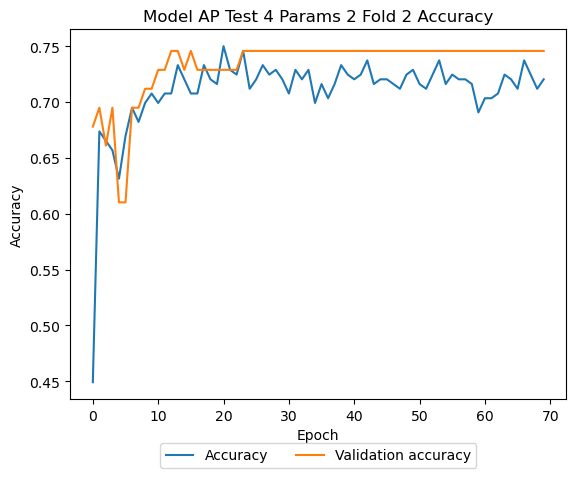 Model AP Test 4 Params 2 Fold 2 Accuracy
0.75
0.70
0.65
0.60
0.55
0.50
0.45
Accuracy
0 10 20 30 40 50 60 70
Epoch
Accuracy Validation accuracy